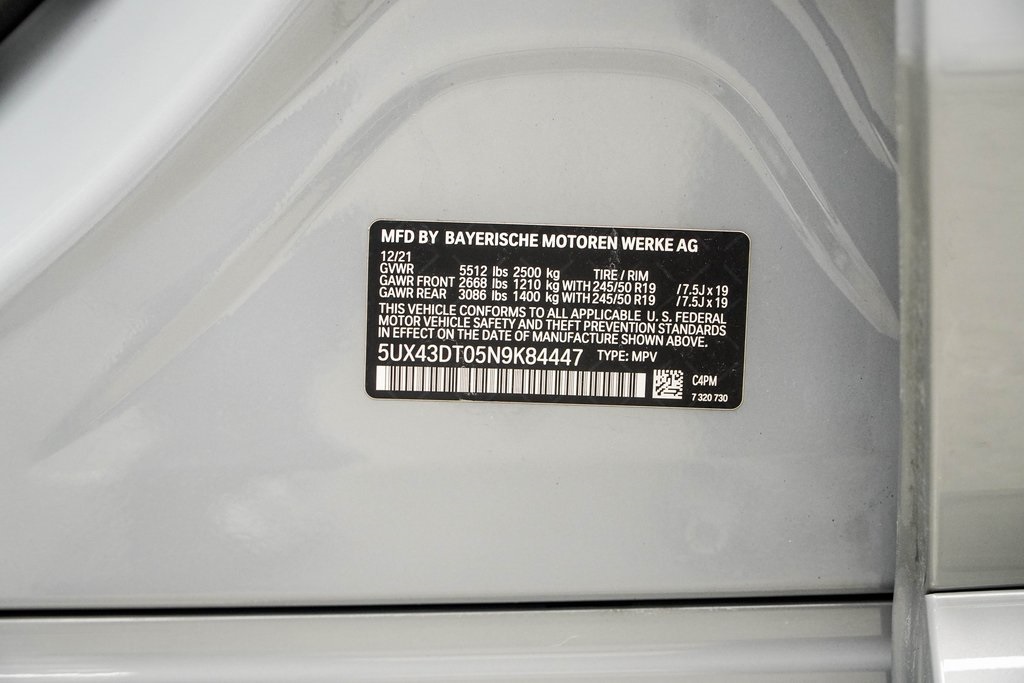 MFD BY BAYERISCHE MOTOREN WERKE AG
12/21
GVWR 5512 lbs 2500 kg TIRE / RIM
GAWR FRONT 2668 lbs 1210 kg WITH 245/50 R19 / 7.5J x 19
GAWR REAR 3086 lbs 1400 kg WITH 245/50 R19 / 7.5J x 19
THIS VEHICLE CONFORMS TO ALL APPLICABLE U. S. FEDERAL
MOTOR VEHICLE SAFETY AND THEFT PREVENTION STANDARDS
IN EFFECT ON THE DATE OF MANUFACTURE SHOWN ABOVE.
5UX43DT05N9K84447 TYPE: MPV
C4PM
7 320 730